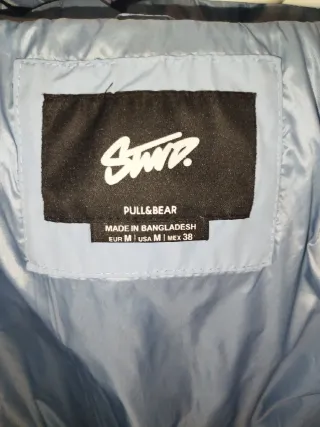 STWD.
PULL&BEAR
MADE IN BANGLADESH
EUR M | USA M | MEX 38